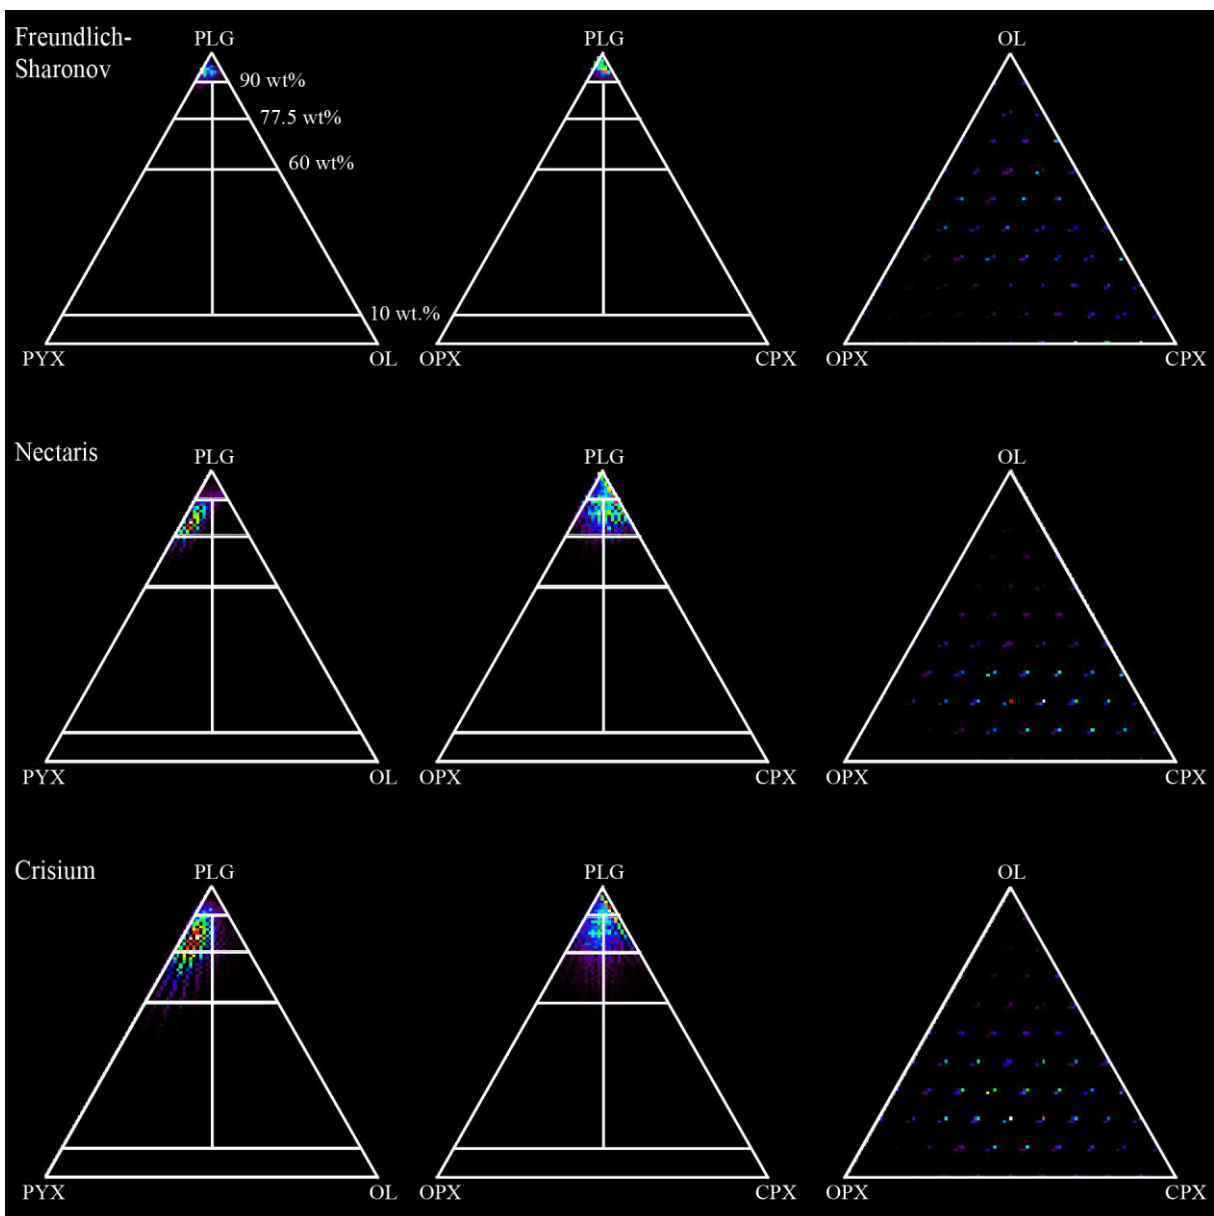 Freundlich-
Sharonov
PLG
PLG
OL
90 wt%
77.5 wt%
60 wt%
10 wt.%
PYX
OL
OPX
CPX
OPX
CPX
Nectaris
PLG
PLG
OL
PYX
OL
OPX
CPX
OPX
CPX
Crisium
PLG
PLG
OL
PYX
OL
OPX
CPX
OPX
CPX